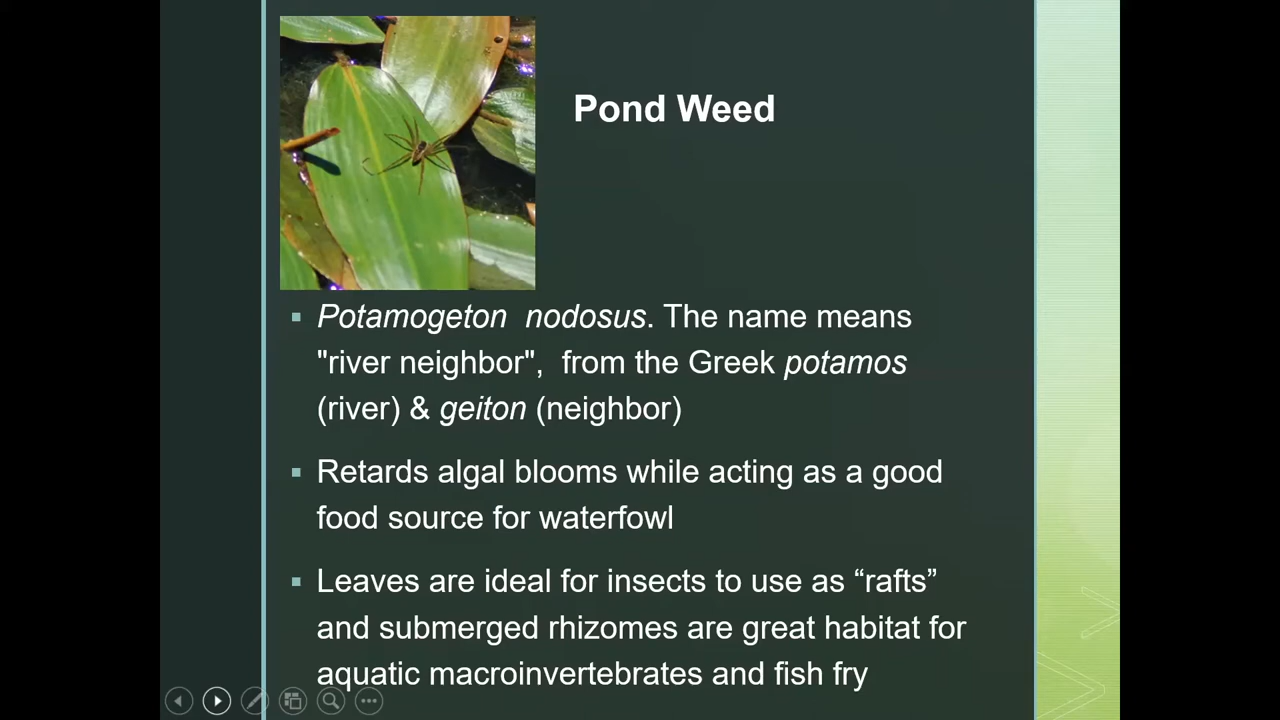 Pond Weed
Potamogeton  nodosus. The name means
"river neighbor",  from the Greek potamos
(river) & geiton (neighbor)
Retards algal blooms while acting as a good
food source for waterfowl
Leaves are ideal for insects to use as “rafts”
and submerged rhizomes are great habitat for
aquatic macroinvertebrates and fish fry